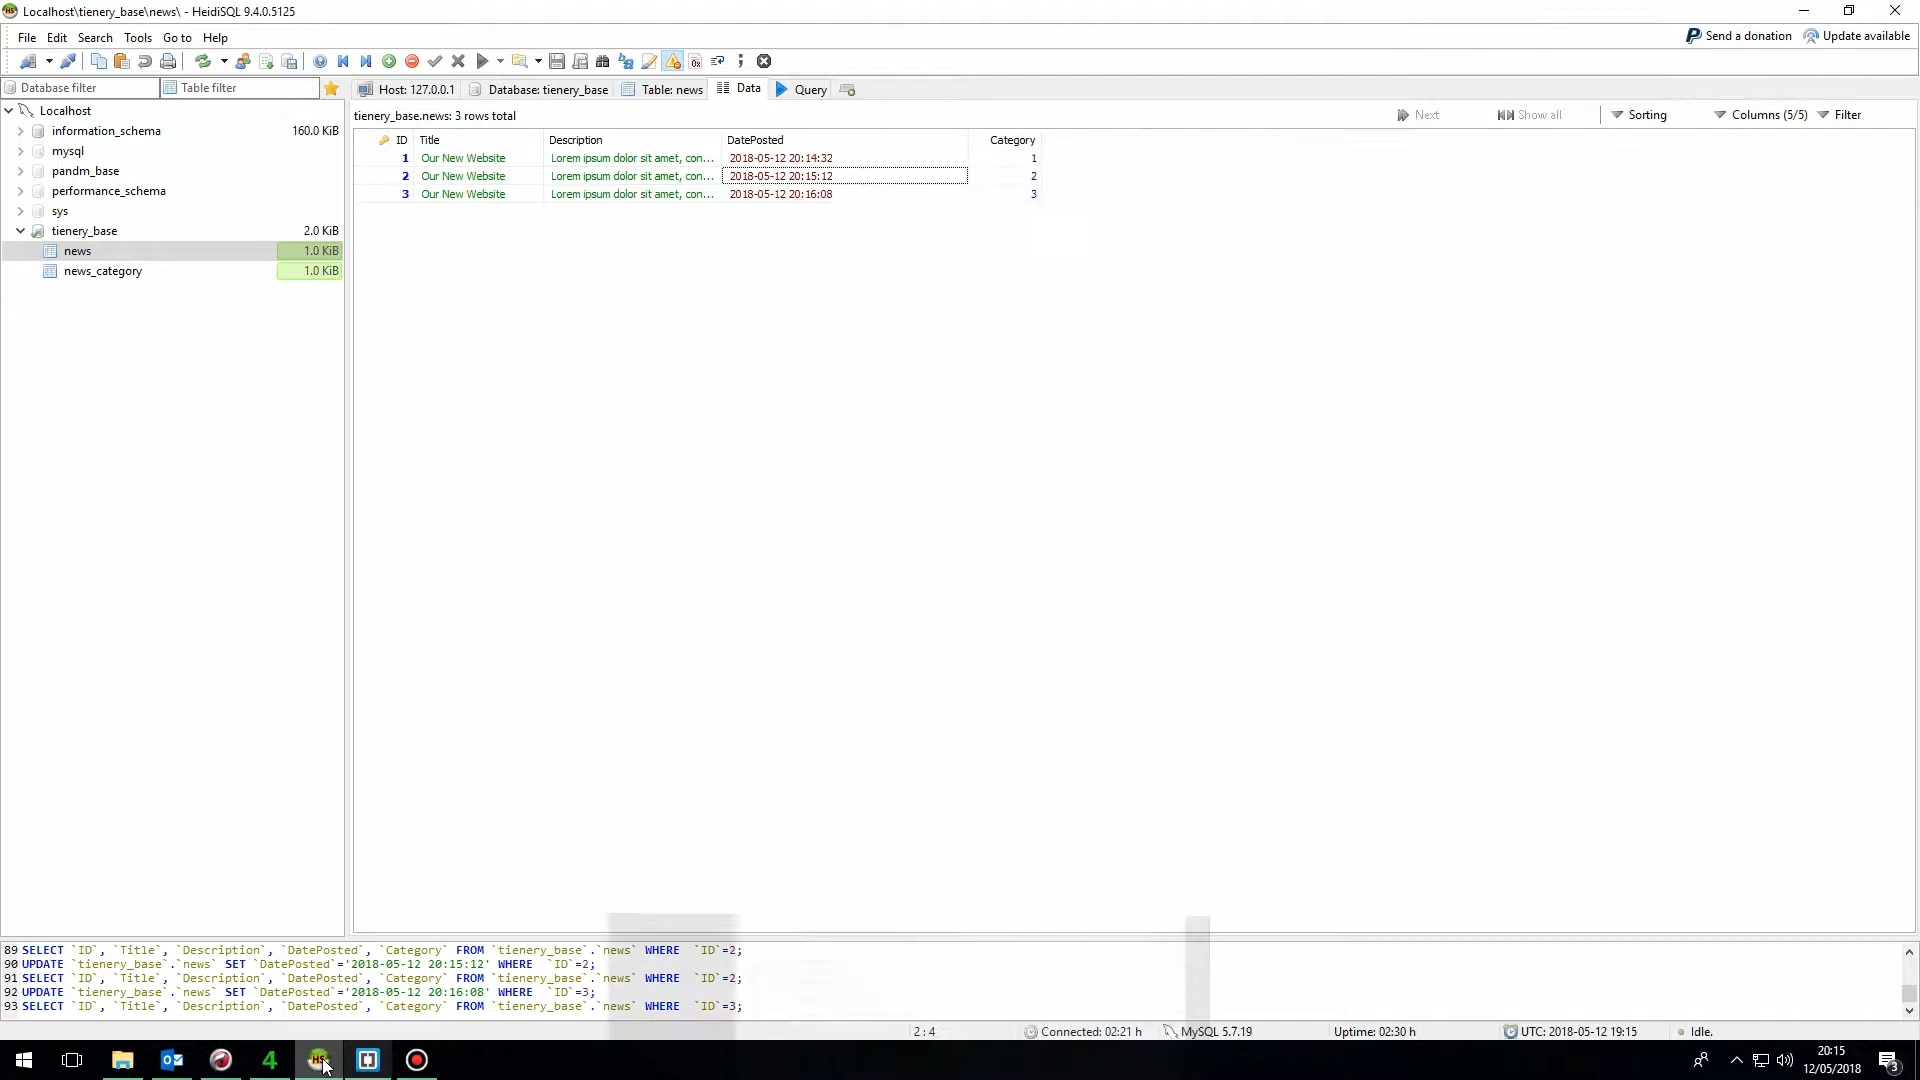 Localhost\tienery_base\news\ - HeidiSQL 9.4.0.5125
File Edit Search Tools Go to Help
Send a donation Update available
Database filter Table filter
Host: 127.0.0.1 Database: tienery_base Table: news Data Query
Localhost
information_schema 160.0 KiB
mysql
pandm_base
performance_schema
sys
tienery_base 2.0 KiB
news 1.0 KiB
news_category 1.0 KiB
tienery_base.news: 3 rows total
Next Show all Sorting Columns (5/5) Filter
ID Title Description DatePosted Category
1 Our New Website Lorem ipsum dolor sit amet, con... 2018-05-12 20:14:32 1
2 Our New Website Lorem ipsum dolor sit amet, con... 2018-05-12 20:15:12 2
3 Our New Website Lorem ipsum dolor sit amet, con... 2018-05-12 20:16:08 3
89 SELECT `ID`, `Title`, `Description`, `DatePosted`, `Category` FROM `tienery_base`.`news` WHERE `ID`=2;
90 UPDATE `tienery_base`.`news` SET `DatePosted`='2018-05-12 20:15:12' WHERE `ID`=2;
91 SELECT `ID`, `Title`, `Description`, `DatePosted`, `Category` FROM `tienery_base`.`news` WHERE `ID`=2;
92 UPDATE `tienery_base`.`news` SET `DatePosted`='2018-05-12 20:16:08' WHERE `ID`=3;
93 SELECT `ID`, `Title`, `Description`, `DatePosted`, `Category` FROM `tienery_base`.`news` WHERE `ID`=3;
2 : 4 Connected: 02:21 h MySQL 5.7.19 Uptime: 02:30 h UTC: 2018-05-12 19:15 Idle.
4 HS
20:15
12/05/2018
3